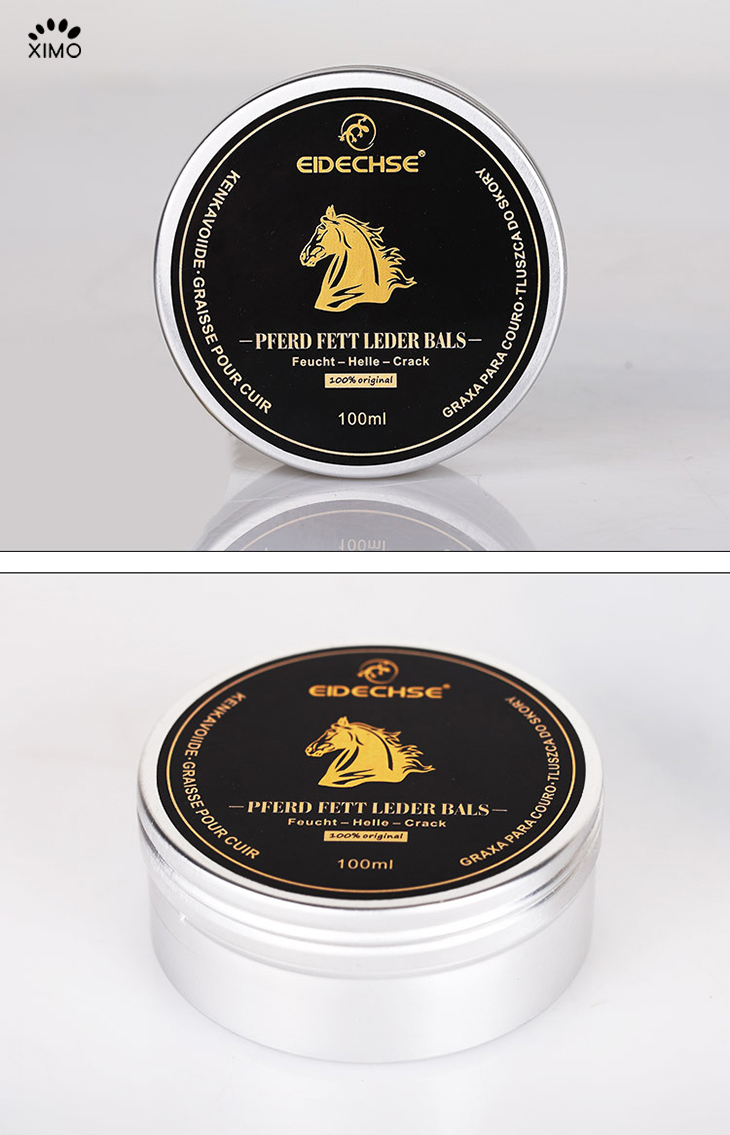 XIMO
EIDECHSE®
KENKAVOIIDE · GRAISSE POUR CUIR
GRAXA PARA COURO · TLUSZCA DO SKORY
PFERD FETT LEDER BALS
Feucht – Helle – Crack
100% original
100ml
100ml
EIDECHSE®
KENKAVOIIDE · GRAISSE POUR CUIR
GRAXA PARA COURO · TLUSZCA DO SKORY
PFERD FETT LEDER BALS
Feucht – Helle – Crack
100% original
100ml